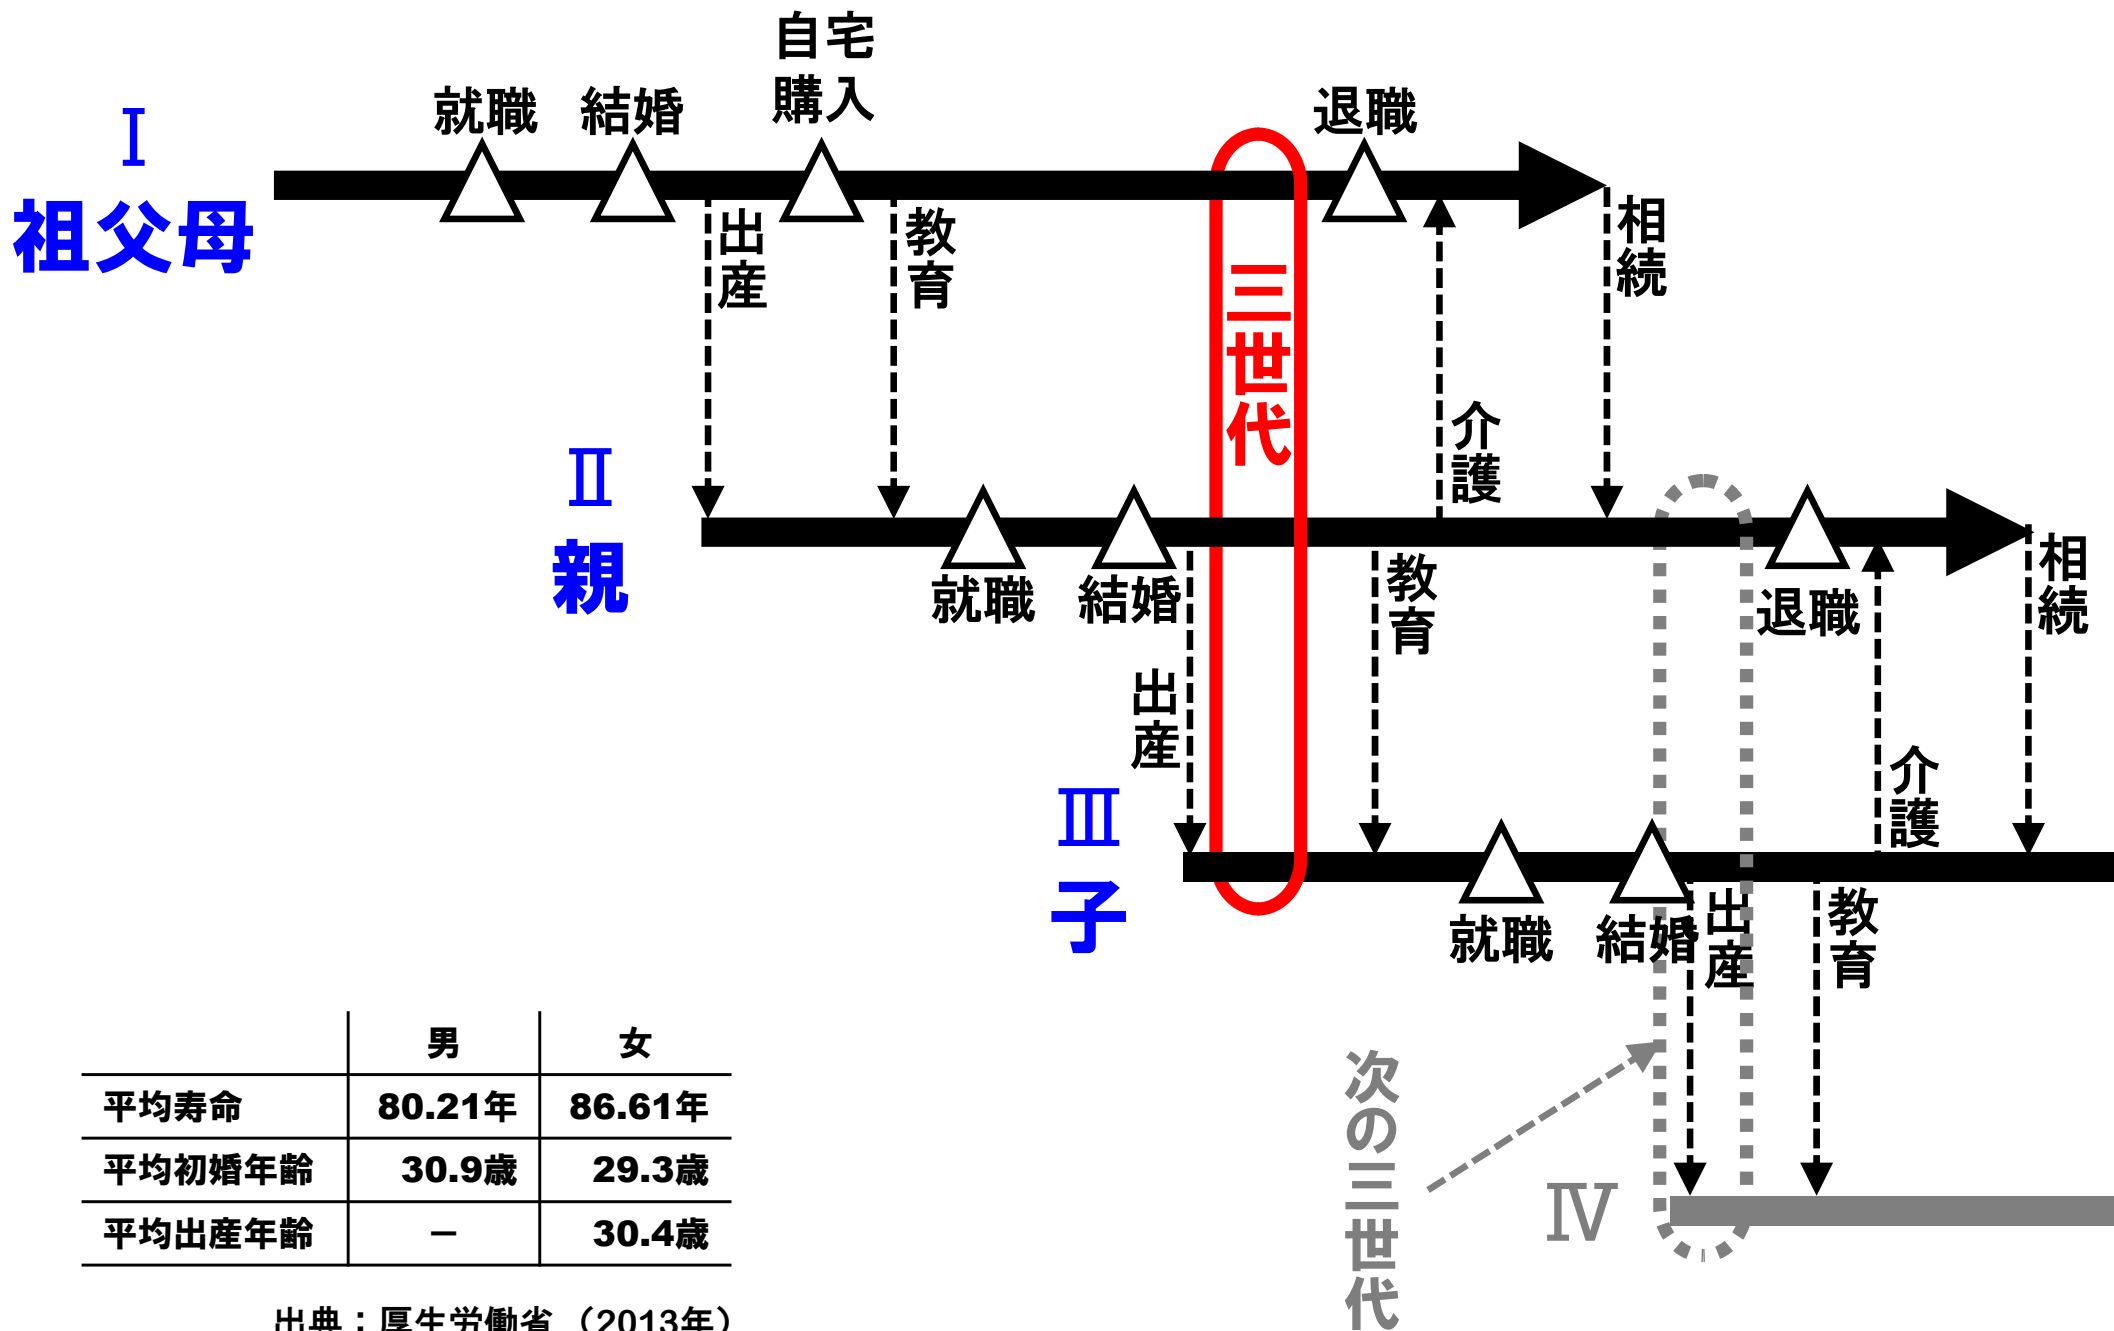 自宅
購入
就職
結婚
退職
Ⅰ
祖父母
出産
教育
相続
三世代
介護
Ⅱ
親
就職
結婚
教育
退職
相続
出産
介護
Ⅲ
子
就職
結婚
出産
教育
男 女
平均寿命 80.21年 86.61年
平均初婚年齢 30.9歳 29.3歳
平均出産年齢 － 30.4歳
出典：厚生労働省（2013年）
次の三世代
Ⅳ